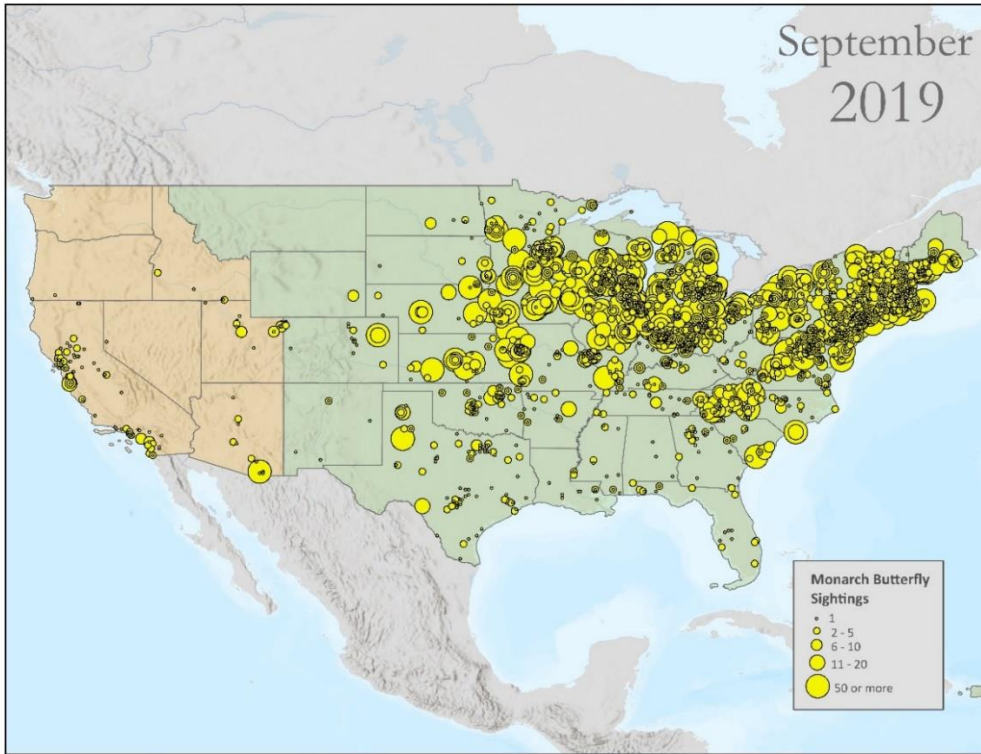 September
2019
Monarch Butterfly
Sightings
1
2 - 5
6 - 10
11 - 20
50 or more